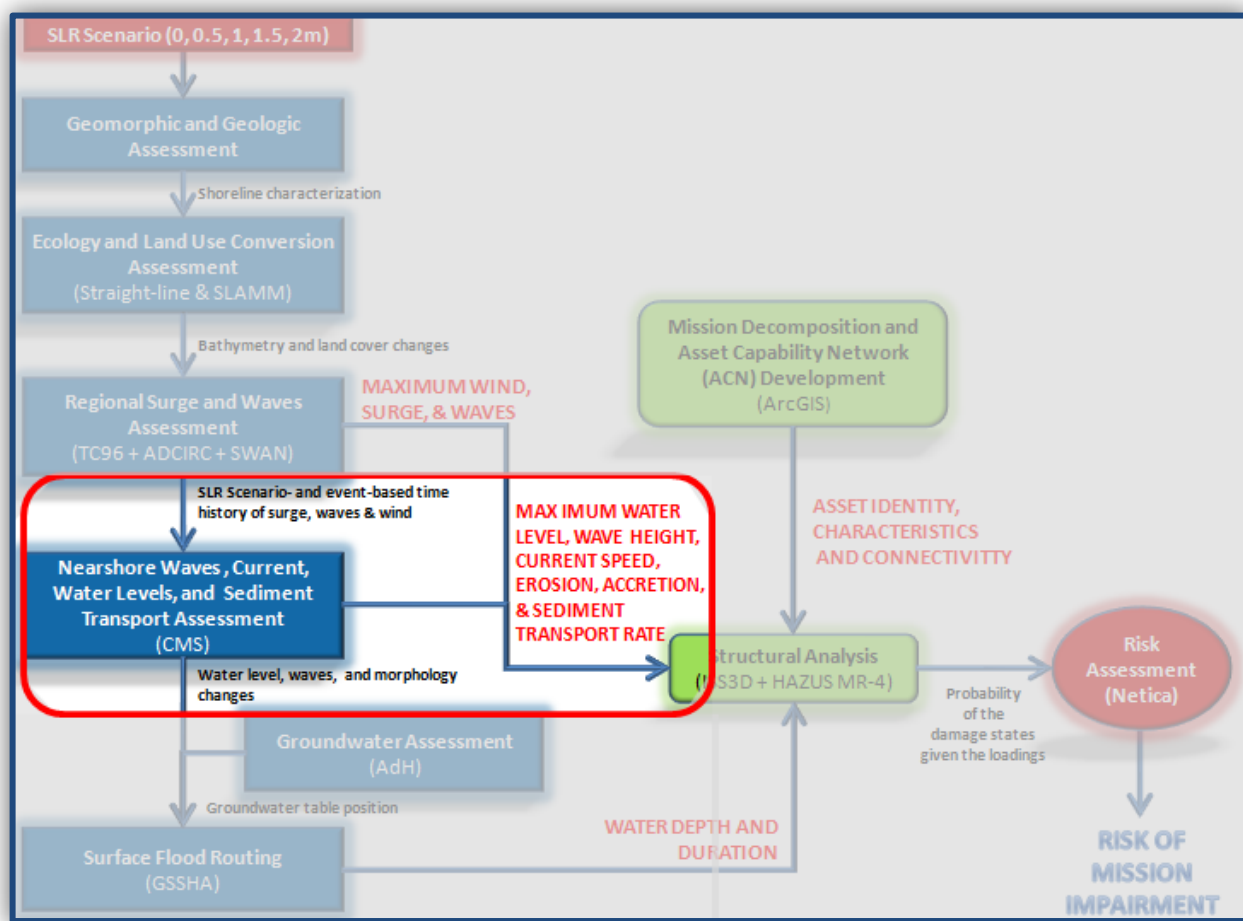 SLR Scenario (0, 0.5, 1, 1.5, 2m)
Geomorphic and Geologic
Assessment
Shoreline characterization
Ecology and Land Use Conversion
Assessment
(Straight-line & SLAMM)
Bathymetry and land cover changes
Regional Surge and Waves
Assessment
(TC96 + ADCIRC + SWAN)
MAXIMUM WIND,
SURGE, & WAVES
Mission Decomposition and
Asset Capability Network
(ACN) Development
(ArcGIS)
SLR Scenario- and event-based time
history of surge, waves & wind
MAX IMUM WATER
LEVEL, WAVE HEIGHT,
CURRENT SPEED,
EROSION, ACCRETION,
& SEDIMENT
TRANSPORT RATE
ASSET IDENTITY,
CHARACTERISTICS
AND CONNECTIVITTY
Nearshore Waves , Current,
Water Levels, and Sediment
Transport Assessment
(CMS)
Water level, waves, and morphology
changes
Structural Analysis
S3D + HAZUS MR-4)
Probability
of the
damage states
given the loadings
Risk
Assessment
(Netica)
Groundwater Assessment
(AdH)
Groundwater table position
Surface Flood Routing
(GSSHA)
WATER DEPTH AND
DURATION
RISK OF
MISSION
IMPAIRMENT